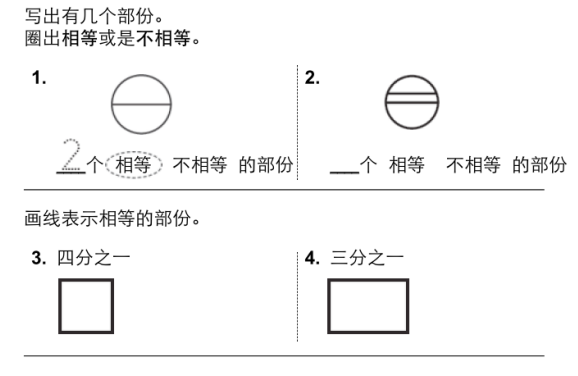 写出有几个部份。
圈出相等或是不相等。
1.
2.
2个 相等 不相等 的部份
__个 相等 不相等 的部份
画线表示相等的部份。
3. 四分之一
4. 三分之一